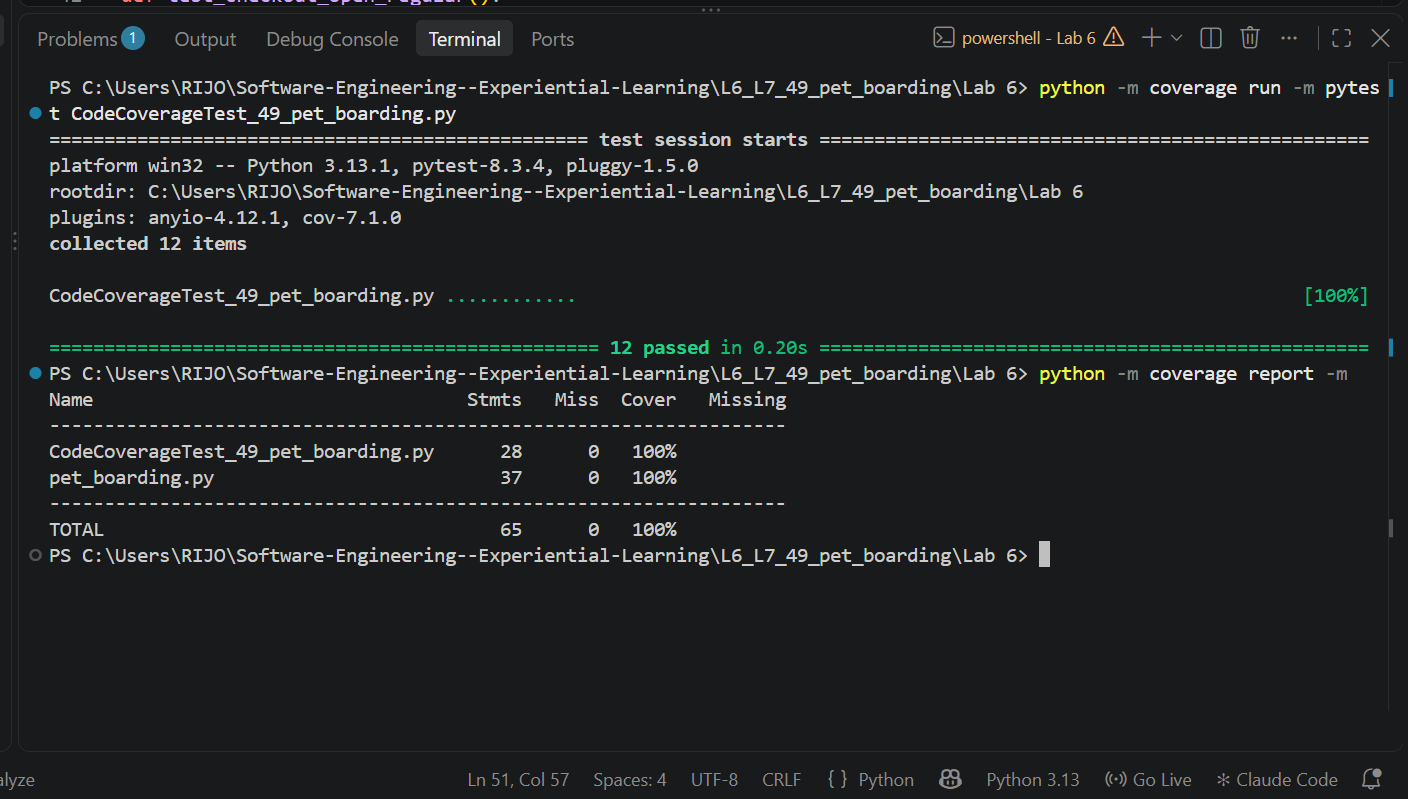 Problems 1 Output Debug Console Terminal Ports powershell - Lab 6
PS C:\Users\RIJO\Software-Engineering--Experiential-Learning\L6_L7_49_pet_boarding\Lab 6> python -m coverage run -m pytes
t CodeCoverageTest_49_pet_boarding.py
================================================= test session starts ==================================================
platform win32 -- Python 3.13.1, pytest-8.3.4, pluggy-1.5.0
rootdir: C:\Users\RIJO\Software-Engineering--Experiential-Learning\L6_L7_49_pet_boarding\Lab 6
plugins: anyio-4.12.1, cov-7.1.0
collected 12 items
CodeCoverageTest_49_pet_boarding.py ............ [100%]
================================================== 12 passed in 0.20s ==================================================
PS C:\Users\RIJO\Software-Engineering--Experiential-Learning\L6_L7_49_pet_boarding\Lab 6> python -m coverage report -m
Name Stmts Miss Cover Missing
-------------------------------------------------------------------
CodeCoverageTest_49_pet_boarding.py 28 0 100%
pet_boarding.py 37 0 100%
-------------------------------------------------------------------
TOTAL 65 0 100%
PS C:\Users\RIJO\Software-Engineering--Experiential-Learning\L6_L7_49_pet_boarding\Lab 6>
alyze Ln 51, Col 57 Spaces: 4 UTF-8 CRLF { } Python Python 3.13 Go Live Claude Code